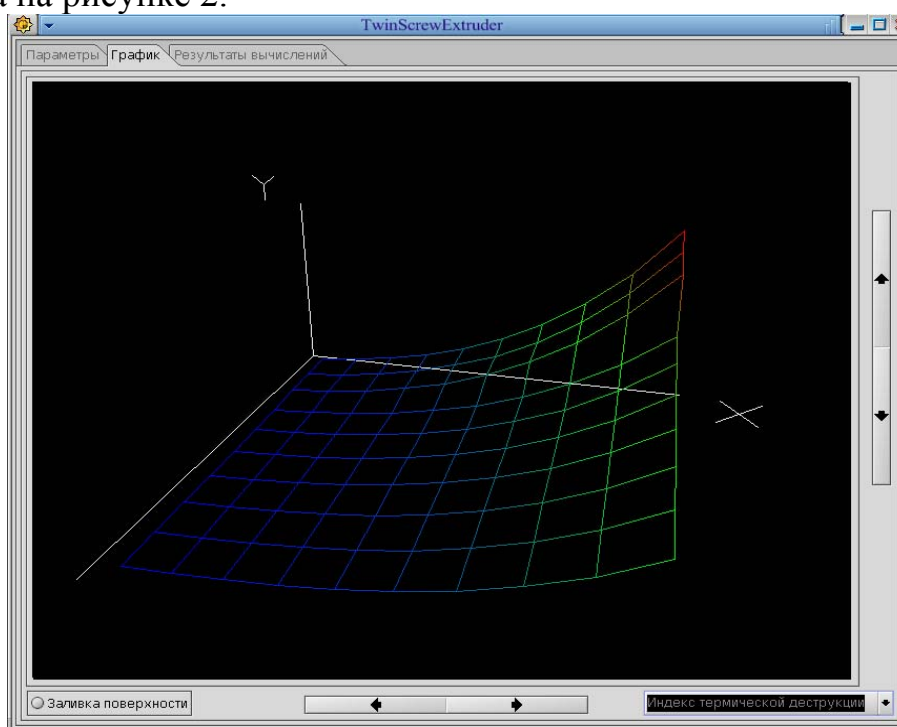 а на рисунке 2.
TwinScrewExtruder
Параметры График Результаты вычислений
Y
X
Заливка поверхности
Индекс термической деструкции